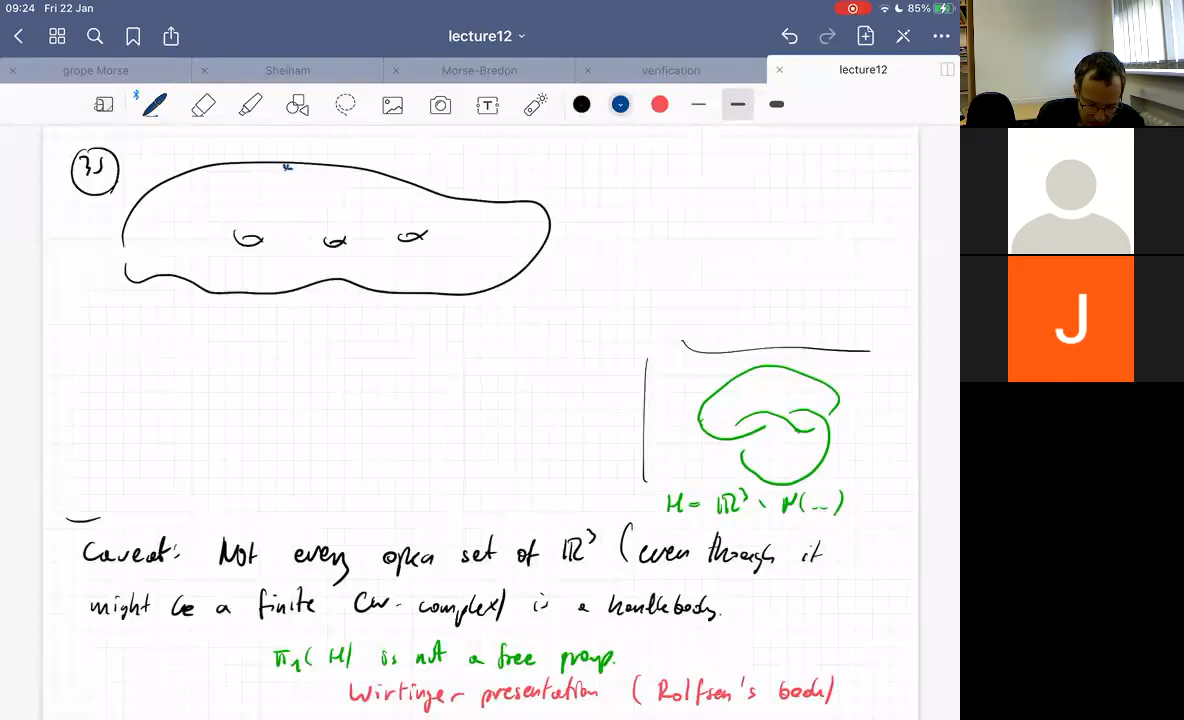 09:24 Fri 22 Jan
85%
lecture12
grope Morse
Sheiham
Morse-Bredon
verification
lecture12
35
J
M = ℝ³ \ N(...)
Caveat: Not every open set of ℝ³ (even though it
might be a finite CW-complex) is a handlebody.
π₁(M) is not a free group.
Wirtinger presentation (Rolfsen's book)